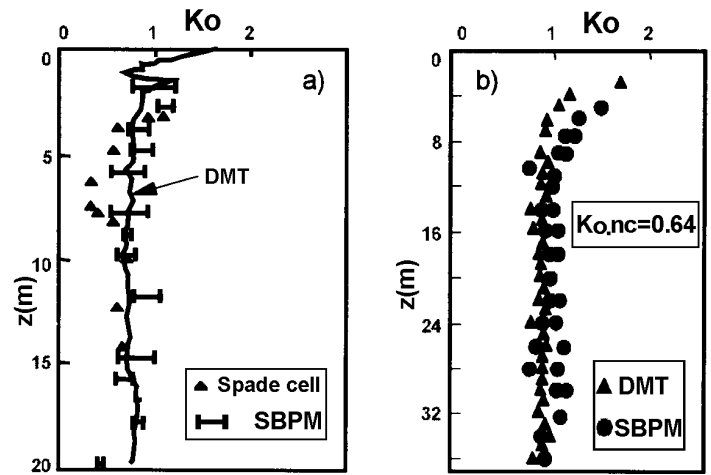 Ko
0 1 2
0
5
10
15
20
z(m)
a)
DMT
Spade cell
SBPM
Ko
0 1 2
0
8
16
24
32
z(m)
b)
Ko,nc=0.64
DMT
SBPM